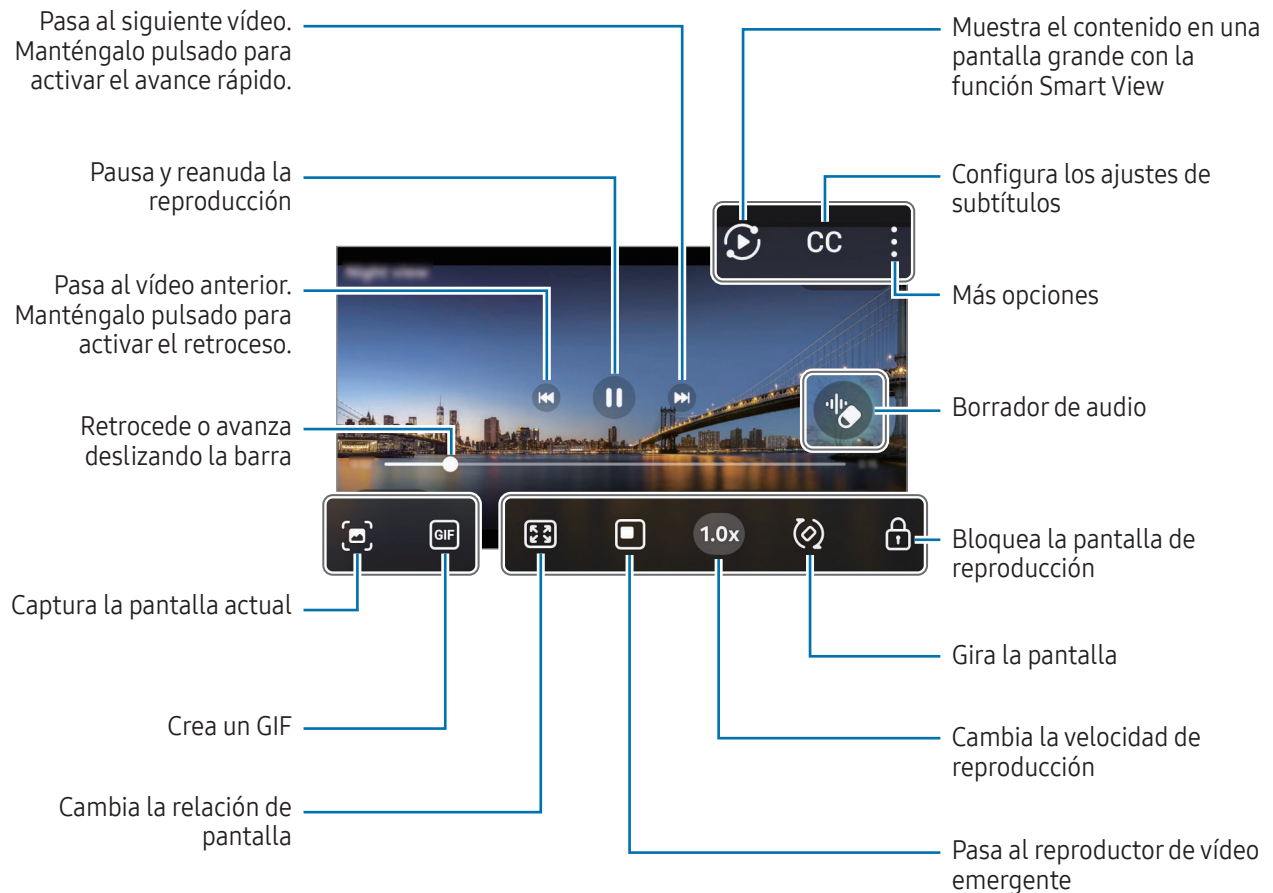 Pasa al siguiente vídeo.
Manténgalo pulsado para
activar el avance rápido.
Pausa y reanuda la
reproducción
Pasa al vídeo anterior.
Manténgalo pulsado para
activar el retroceso.
Retrocede o avanza
deslizando la barra
Captura la pantalla actual
Crea un GIF
Cambia la relación de
pantalla
CC
GIF
1.0x
Muestra el contenido en una
pantalla grande con la
función Smart View
Configura los ajustes de
subtítulos
Más opciones
Borrador de audio
Bloquea la pantalla de
reproducción
Gira la pantalla
Cambia la velocidad de
reproducción
Pasa al reproductor de vídeo
emergente